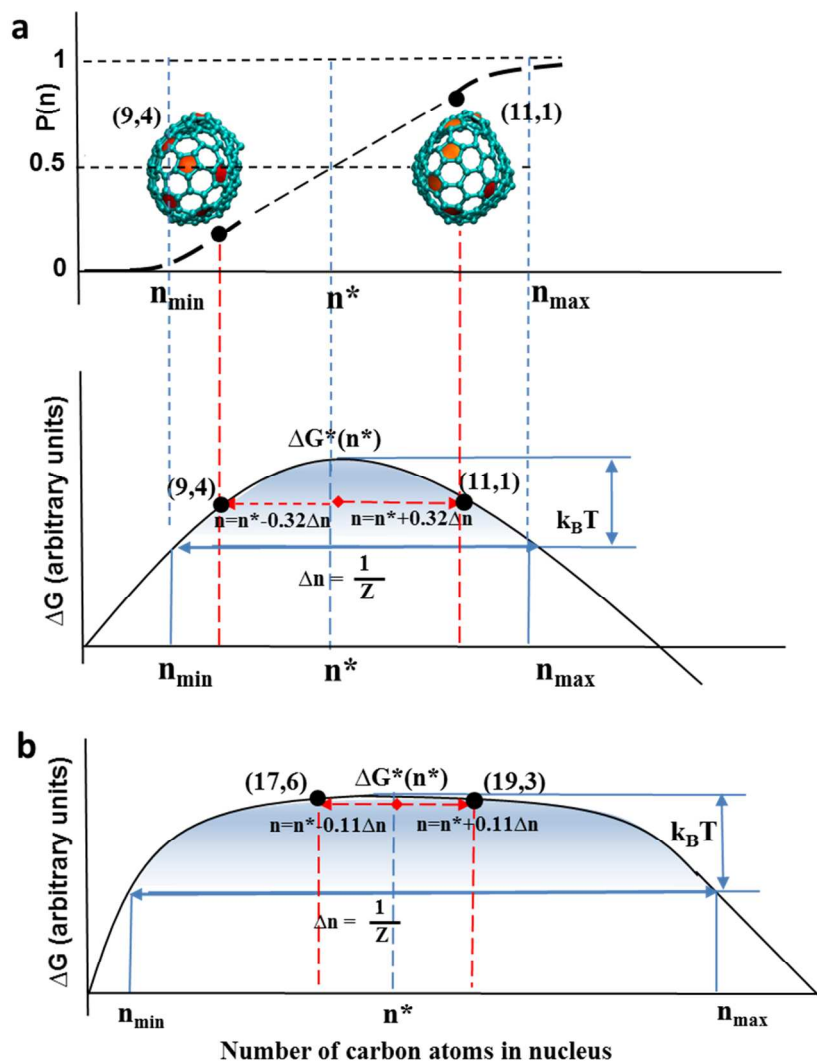 a
P(n)
1
0.5
0
(9,4)
(11,1)
n_min
n*
n_max
ΔG (arbitrary units)
ΔG*(n*)
(9,4)
(11,1)
n=n*-0.32Δn
n=n*+0.32Δn
k_BT
Δn = 1/Z
n_min
n*
n_max
b
ΔG (arbitrary units)
(17,6)
ΔG*(n*)
(19,3)
n=n*-0.11Δn
n=n*+0.11Δn
k_BT
Δn = 1/Z
n_min
n*
n_max
Number of carbon atoms in nucleus